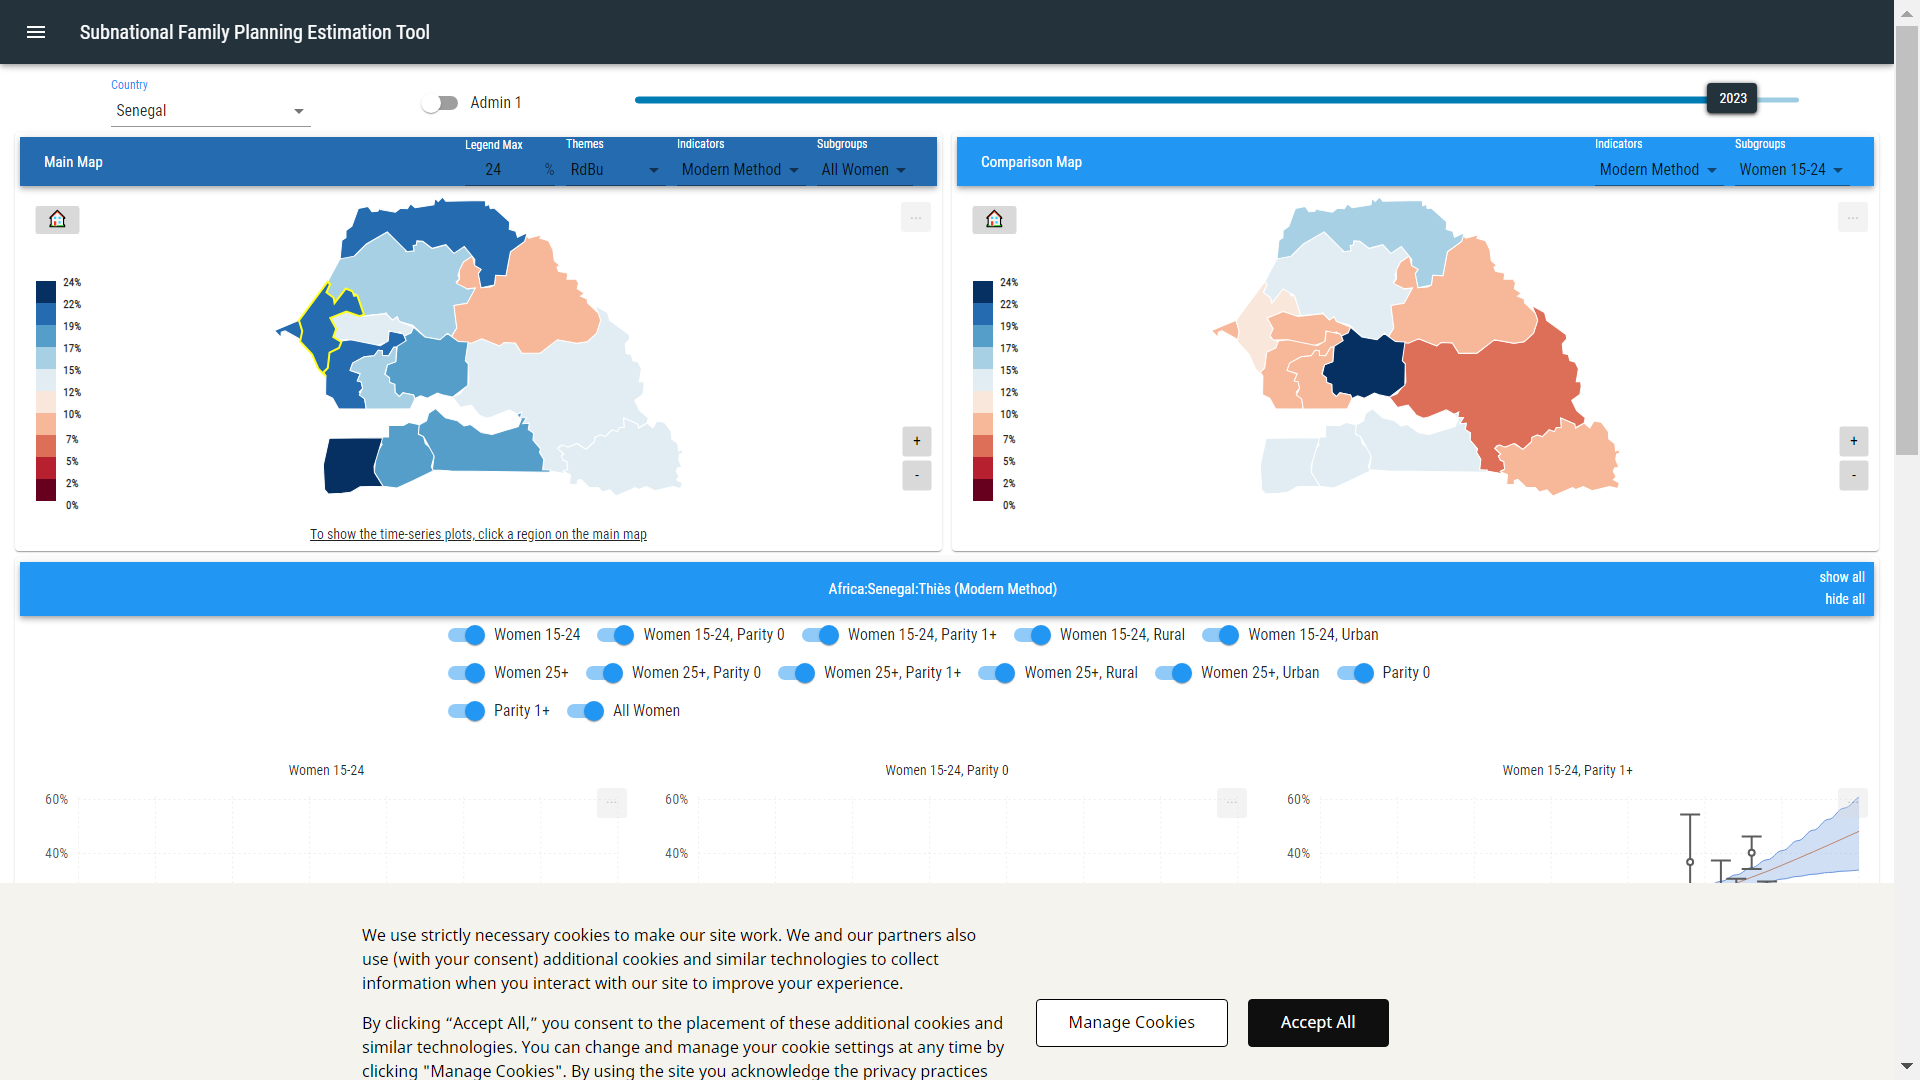 Subnational Family Planning Estimation Tool
Country
Senegal
Admin 1
2023
Main Map
Legend Max
24 %
Themes
RdBu
Indicators
Modern Method
Subgroups
All Women
Comparison Map
Indicators
Modern Method
Subgroups
Women 15-24
...
24%
22%
19%
17%
15%
12%
10%
7%
5%
2%
0%
+
-
To show the time-series plots, click a region on the main map
...
24%
22%
19%
17%
15%
12%
10%
7%
5%
2%
0%
+
-
Africa:Senegal:Thiès (Modern Method)
show all
hide all
Women 15-24 Women 15-24, Parity 0 Women 15-24, Parity 1+ Women 15-24, Rural Women 15-24, Urban
Women 25+ Women 25+, Parity 0 Women 25+, Parity 1+ Women 25+, Rural Women 25+, Urban Parity 0
Parity 1+ All Women
Women 15-24
60%
40%
...
Women 15-24, Parity 0
60%
40%
...
Women 15-24, Parity 1+
60%
40%
...
We use strictly necessary cookies to make our site work. We and our partners also
use (with your consent) additional cookies and similar technologies to collect
information when you interact with our site to improve your experience.
By clicking “Accept All,” you consent to the placement of these additional cookies and
similar technologies. You can change and manage your cookie settings at any time by
clicking "Manage Cookies". By using the site you acknowledge the privacy practices
Manage Cookies
Accept All